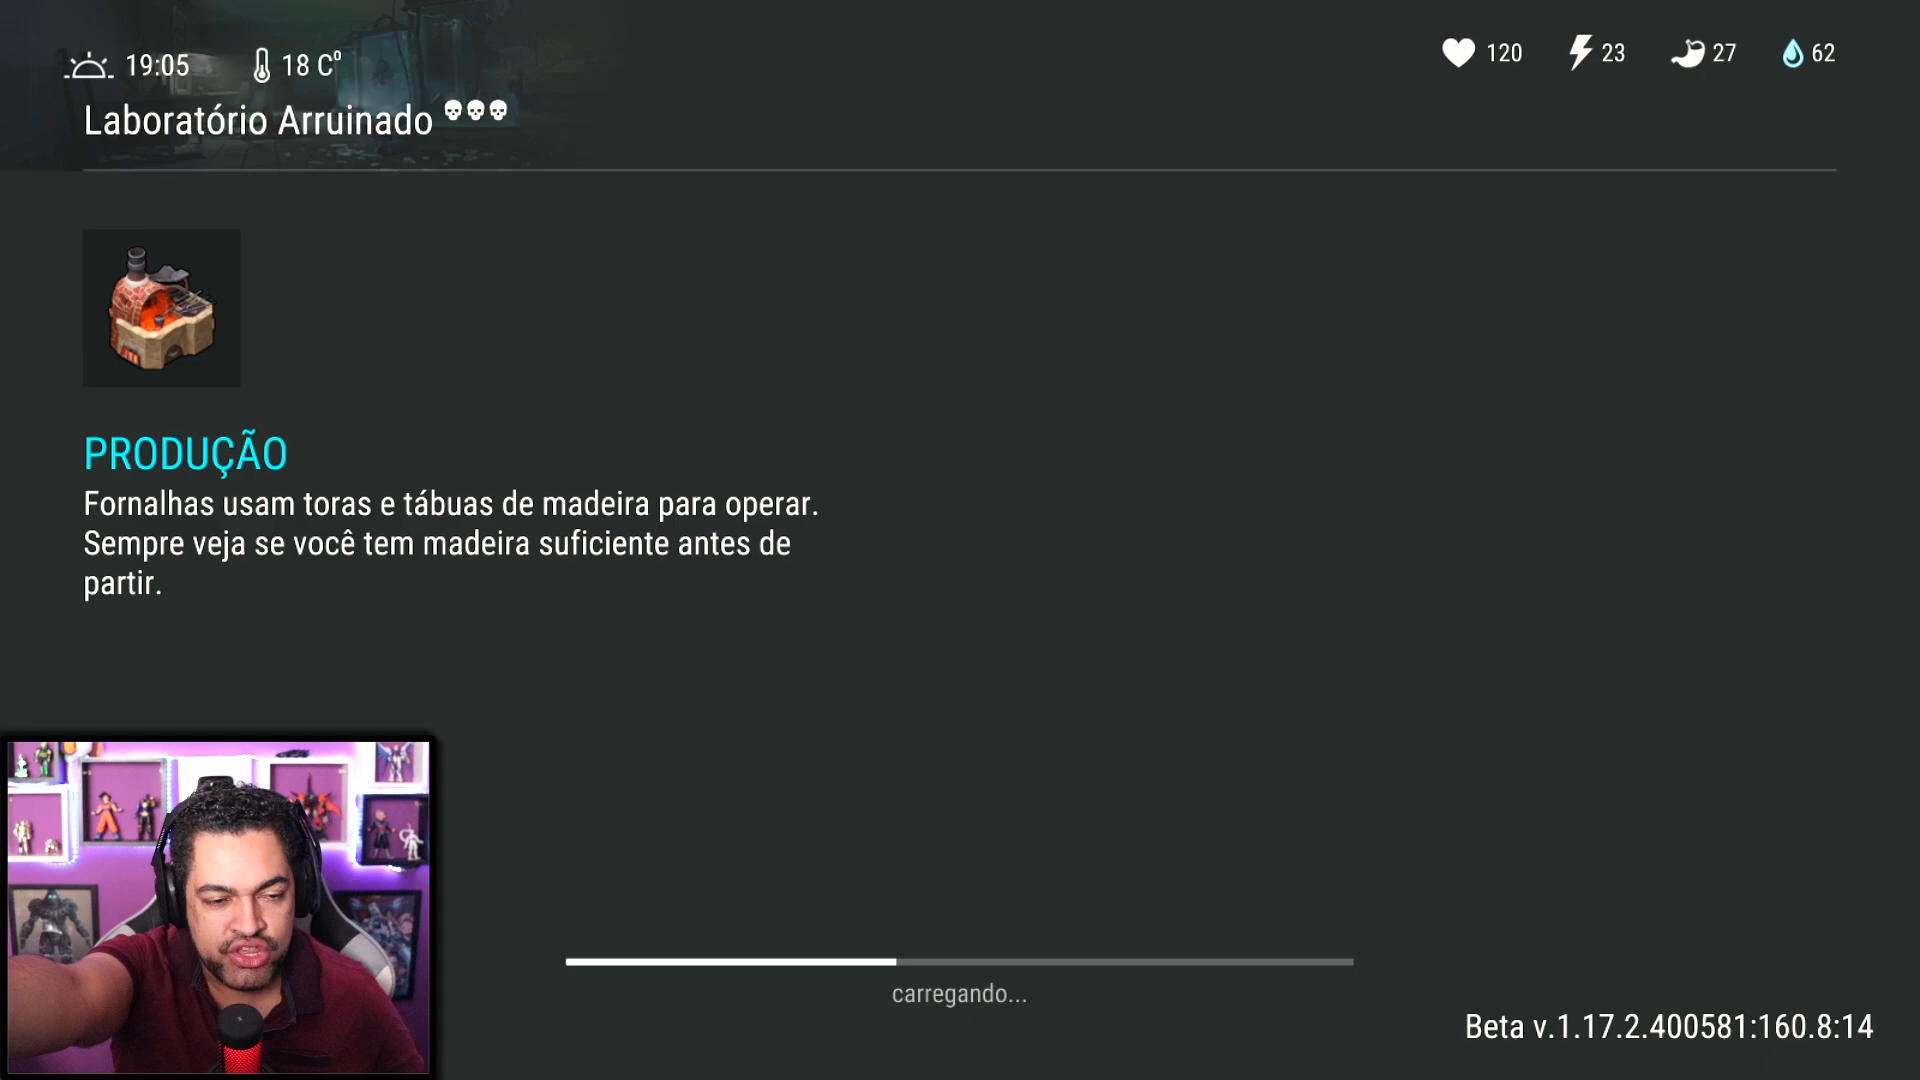 19:05
18 Cº
120
23
27
62
Laboratório Arruinado
PRODUÇÃO
Fornalhas usam toras e tábuas de madeira para operar.
Sempre veja se você tem madeira suficiente antes de
partir.
carregando...
Beta v.1.17.2.400581:160.8:14